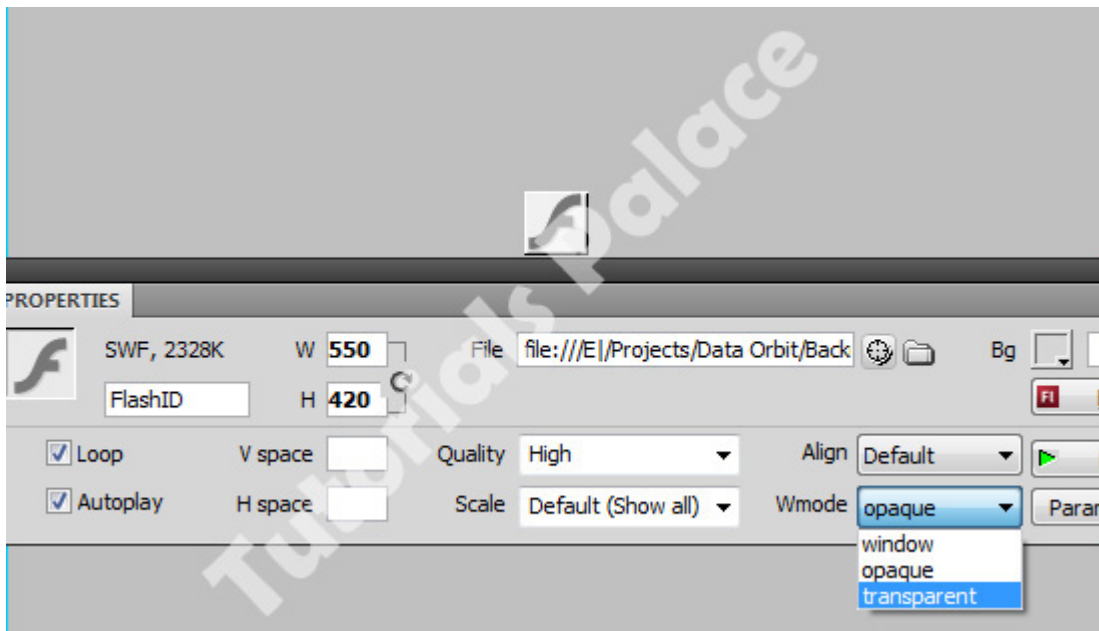 Tutorials Palace
PROPERTIES
SWF, 2328K W 550 File file:///E|/Projects/Data Orbit/Back Bg
FlashID H 420 Fl
Loop V space Quality High Align Default
Autoplay H space Scale Default (Show all) Wmode opaque Param
window
opaque
transparent